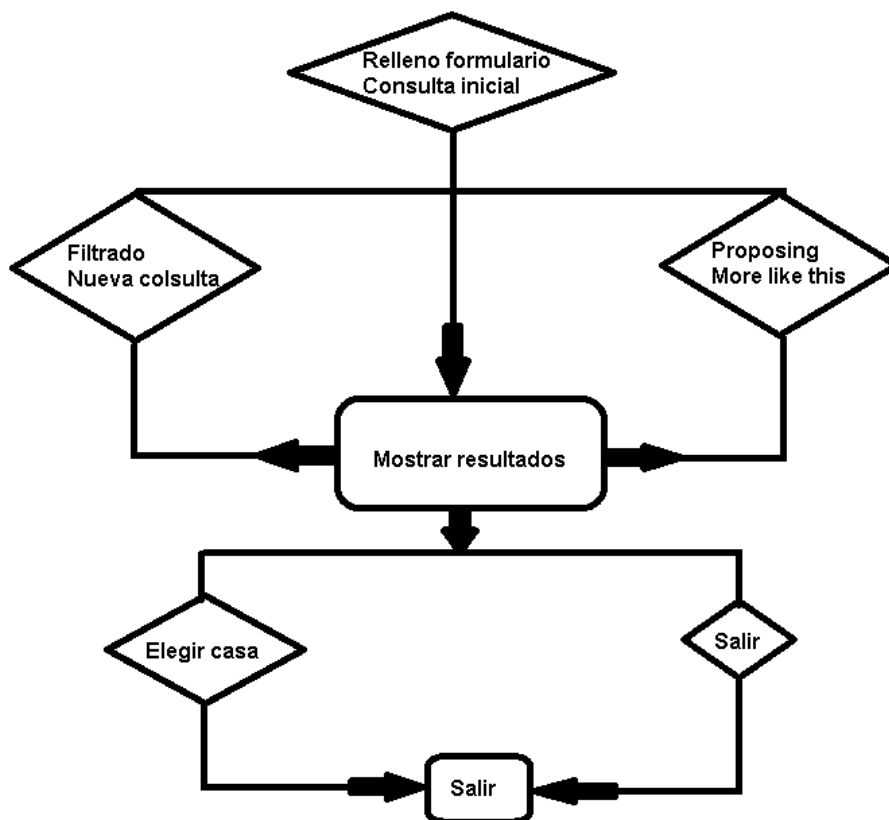 Relleno formulario
Consulta inicial
Filtrado
Nueva colsulta
Proposing
More like this
Mostrar resultados
Elegir casa
Salir
Salir